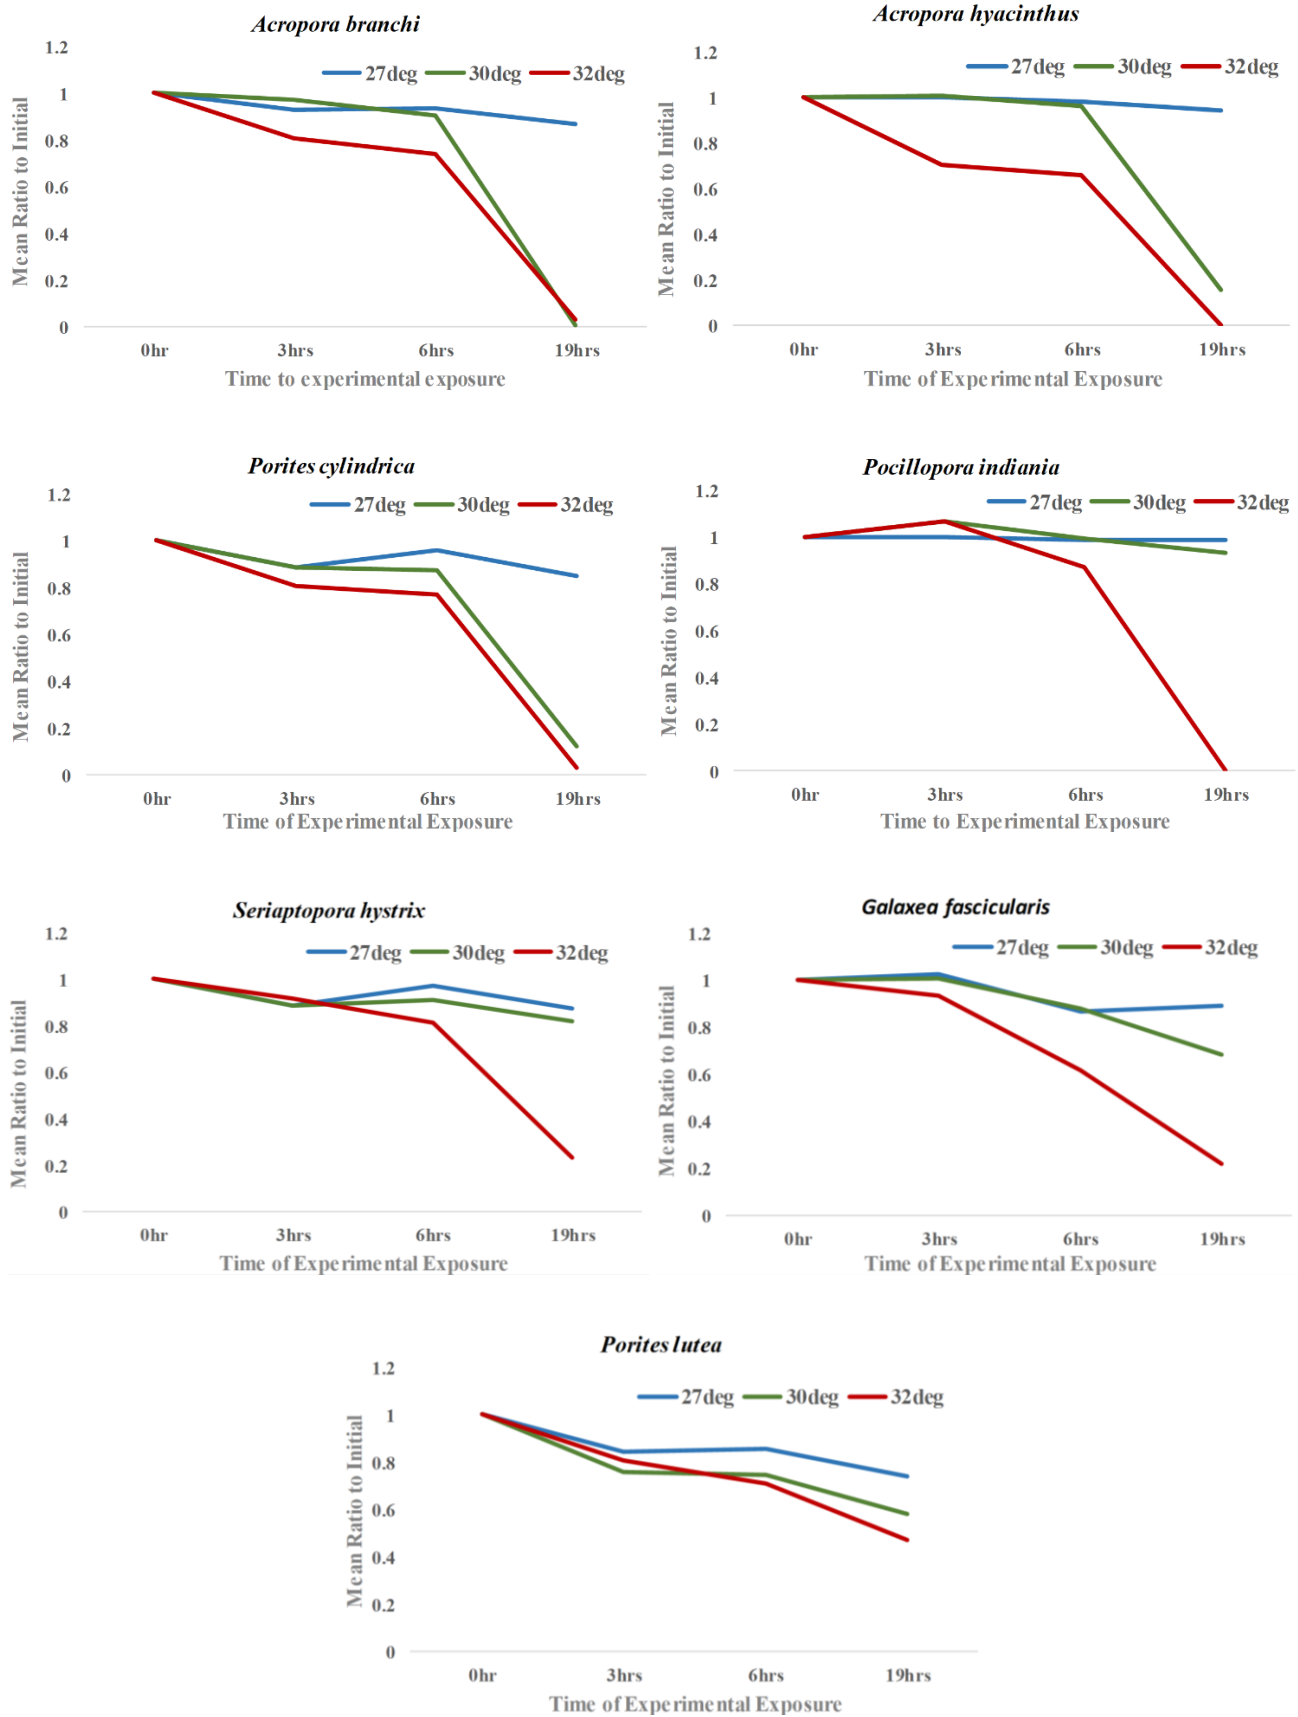 Acropora branchi
1.2
27deg 30deg 32deg
1
0.8
0.6
0.4
0.2
0
Mean Ratio to Initial
0hr 3hrs 6hrs 19hrs
Time to experimental exposure
Acropora hyacinthus
1.2
27deg 30deg 32deg
1
0.8
0.6
0.4
0.2
0
Mean Ratio to Initial
0hr 3hrs 6hrs 19hrs
Time of Experimental Exposure
Porites cylindrica
1.2
27deg 30deg 32deg
1
0.8
0.6
0.4
0.2
0
Mean Ratio to Initial
0hr 3hrs 6hrs 19hrs
Time of Experimental Exposure
Pocillopora indiania
1.2
27deg 30deg 32deg
1
0.8
0.6
0.4
0.2
0
Mean Ratio to Initial
0hr 3hrs 6hrs 19hrs
Time to Experimental Exposure
Seriaptopora hystrix
1.2
27deg 30deg 32deg
1
0.8
0.6
0.4
0.2
0
Mean Ratio to Initial
0hr 3hrs 6hrs 19hrs
Time of Experimental Exposure
Galaxea fascicularis
1.2
27deg 30deg 32deg
1
0.8
0.6
0.4
0.2
0
Mean Ratio to Initial
0hr 3hrs 6hrs 19hrs
Time of Experimental Exposure
Porites lutea
1.2
27deg 30deg 32deg
1
0.8
0.6
0.4
0.2
0
Mean Ratio to Initial
0hr 3hrs 6hrs 19hrs
Time of Experimental Exposure